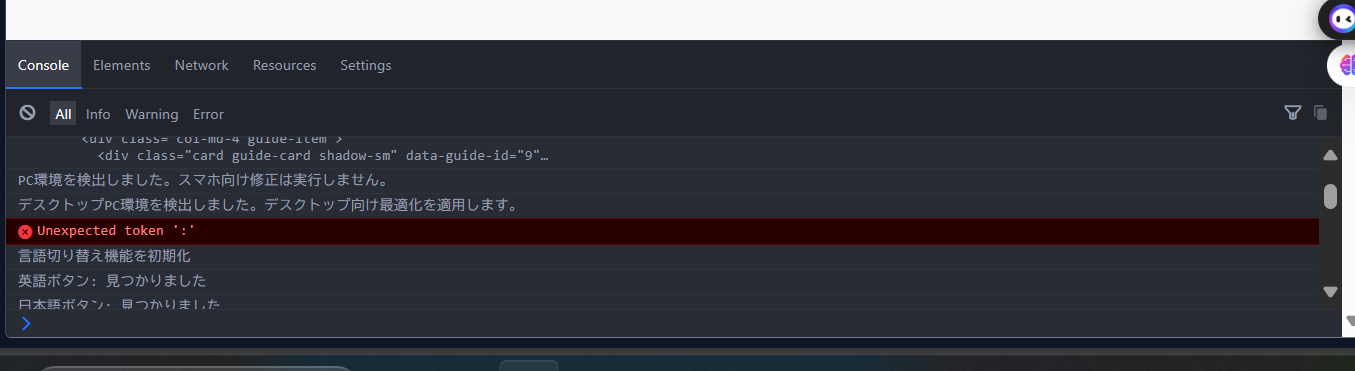 Console Elements Network Resources Settings
All Info Warning Error
<div class="col-md-4 guide-item">
<div class="card guide-card shadow-sm" data-guide-id="9"…
PC環境を検出しました。スマホ向け修正は実行しません。
デスクトップPC環境を検出しました。デスクトップ向け最適化を適用します。
Unexpected token ':'
言語切り替え機能を初期化
英語ボタン: 見つかりました
日本語ボタン: 見つかりました